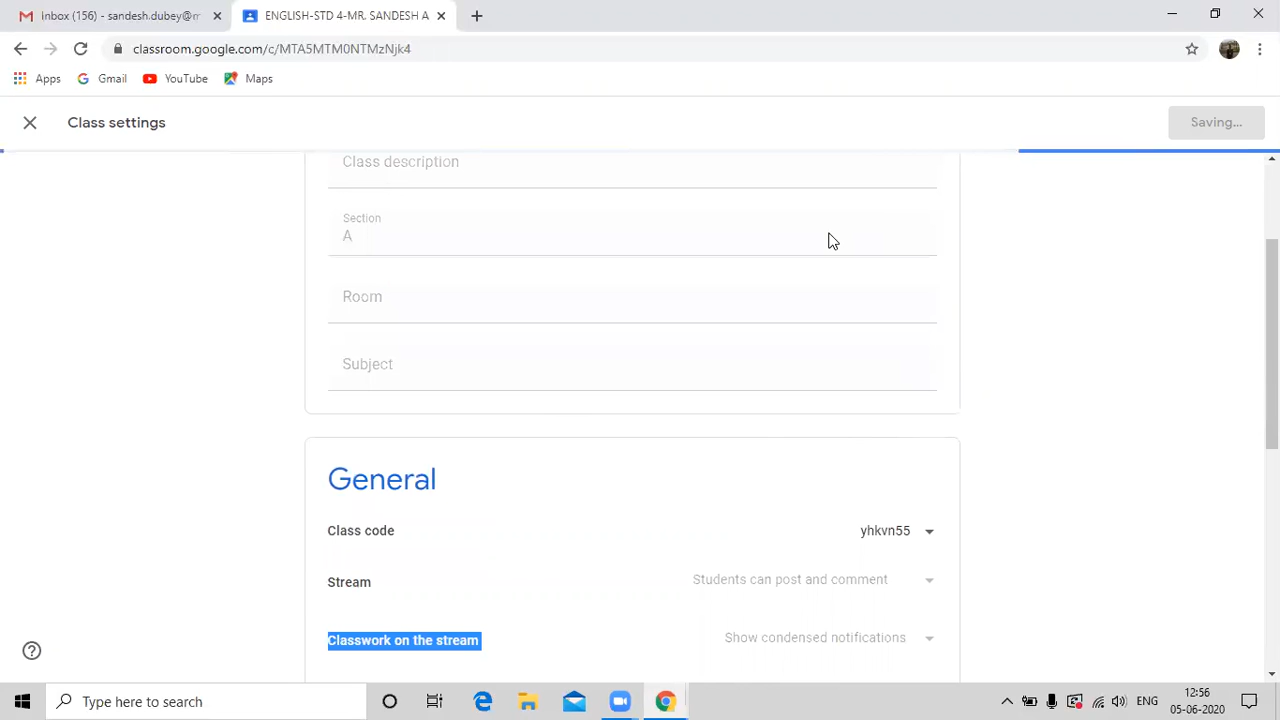 inbox (156) - sandesh.dubey@m
ENGLISH-STD 4-MR, SANDESH A
classroom.google.com/c/MTA5MTM0NTMzNjk4
Apps
Gmail
YouTube
Maps
Class settings
Saving...
Class description
Section
A
Room
Subject
General
Class code
yhkvn55
Stream
Students can post and comment
Classwork on the stream
Show condensed notifications
Type here to search
ENG
12:56
05-06-2020